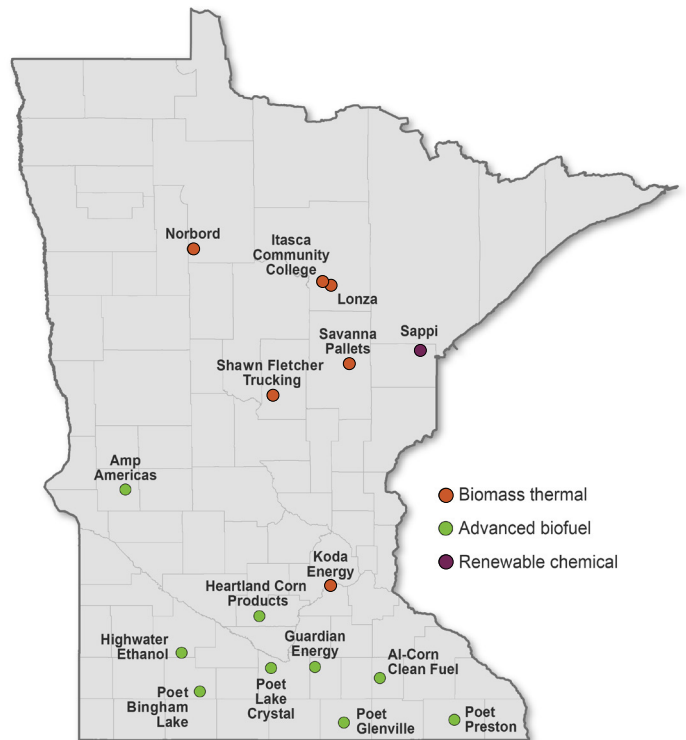 Norbord
Itasca
Community
College
Lonza
Savanna
Pallets
Sappi
Shawn Fletcher
Trucking
Amp
Americas
Biomass thermal
Advanced biofuel
Renewable chemical
Koda
Energy
Heartland Corn
Products
Highwater
Ethanol
Guardian
Energy
Al-Corn
Clean Fuel
Poet
Bingham
Lake
Poet
Lake
Crystal
Poet
Glenville
Poet
Preston